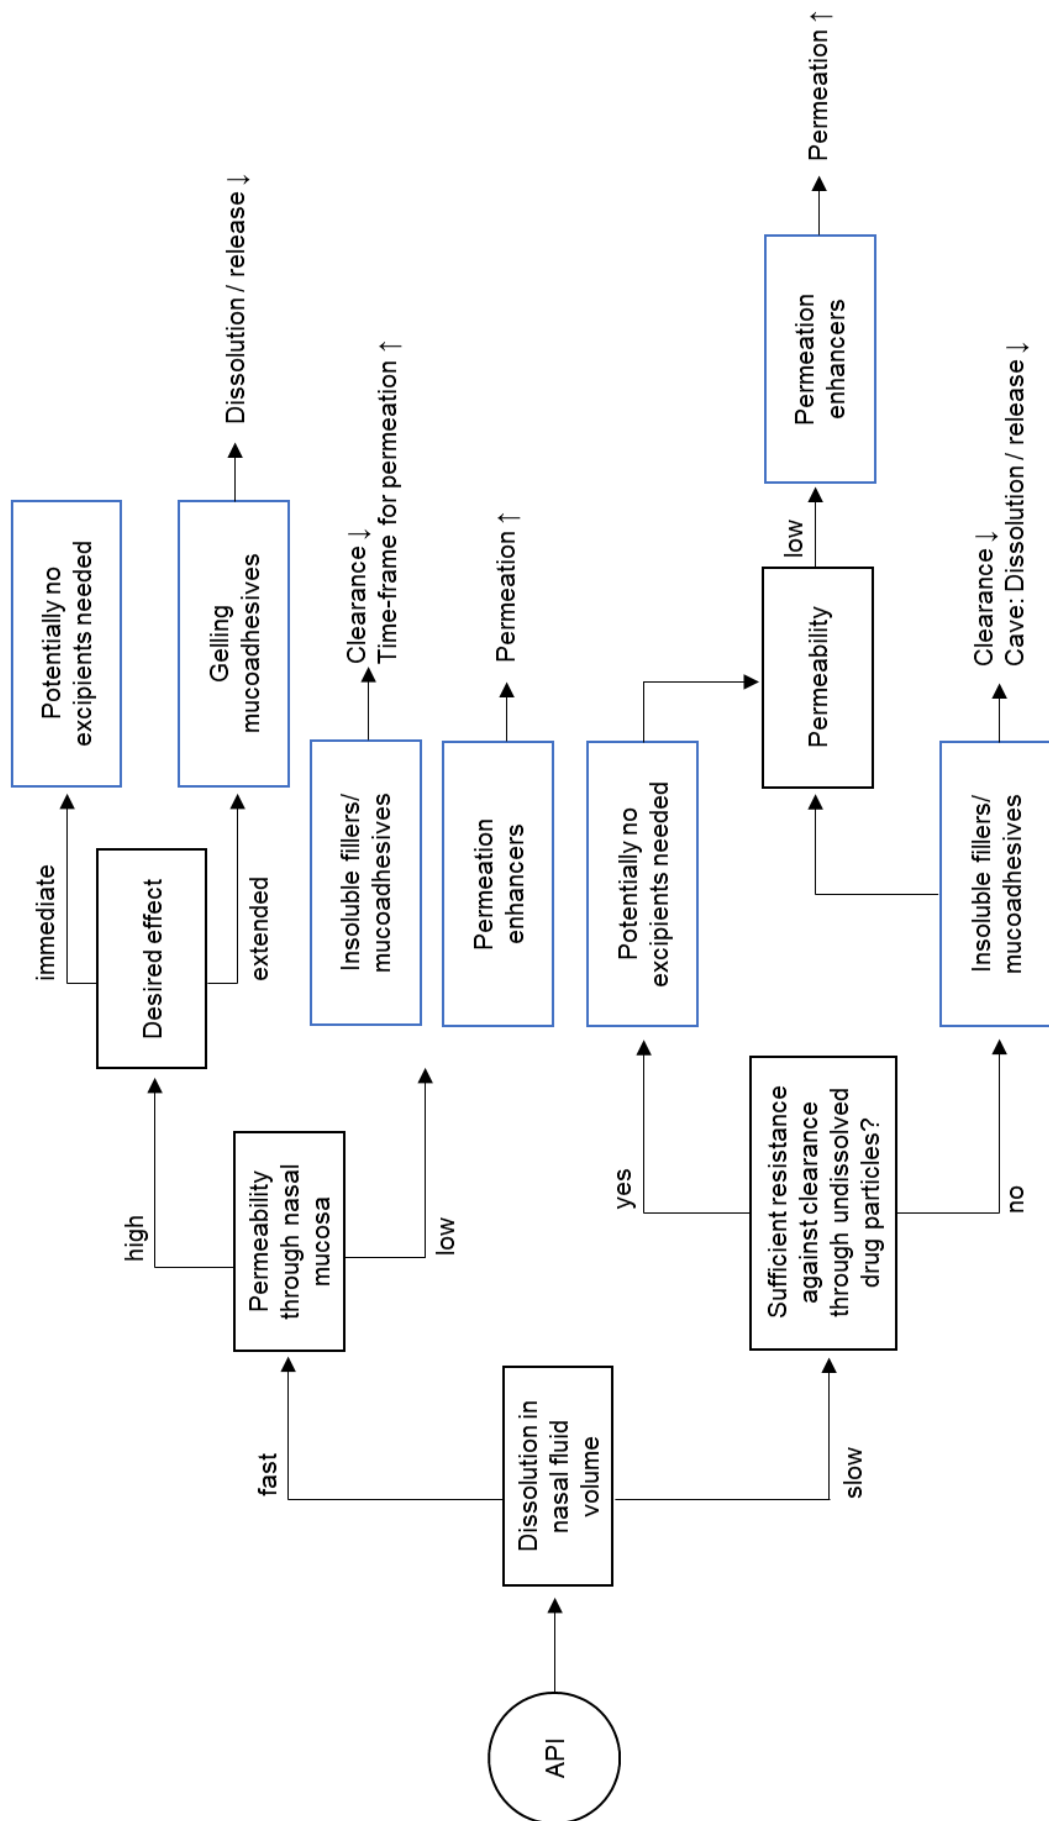 API
Dissolution in
nasal fluid
volume
fast
slow
Permeability
through nasal
mucosa
high
low
Desired effect
immediate
extended
Potentially no
excipients needed
Gelling
mucoadhesives
Dissolution / release ↓
Insoluble fillers/
mucoadhesives
Clearance ↓
Time-frame for permeation ↑
Permeation
enhancers
Permeation ↑
Sufficient resistance
against clearance
through undissolved
drug particles?
yes
no
Potentially no
excipients needed
Insoluble fillers/
mucoadhesives
Clearance ↓
Cave: Dissolution / release ↓
Permeability
low
Permeation
enhancers
Permeation ↑